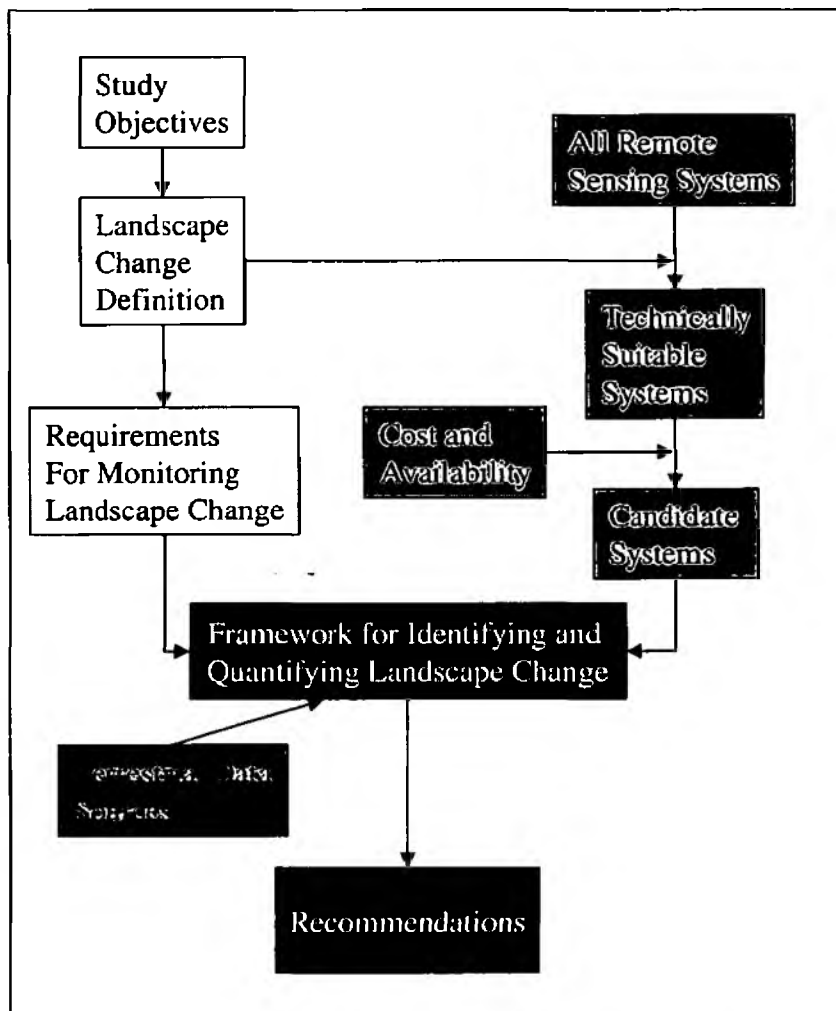 Study
Objectives
All Remote
Sensing Systems
Landscape
Change
Definition
Technically
Suitable
Systems
Requirements
For Monitoring
Landscape Change
Cost and
Availability
Candidate
Systems
Framework for Identifying and
Quantifying Landscape Change
Data
Recommendations